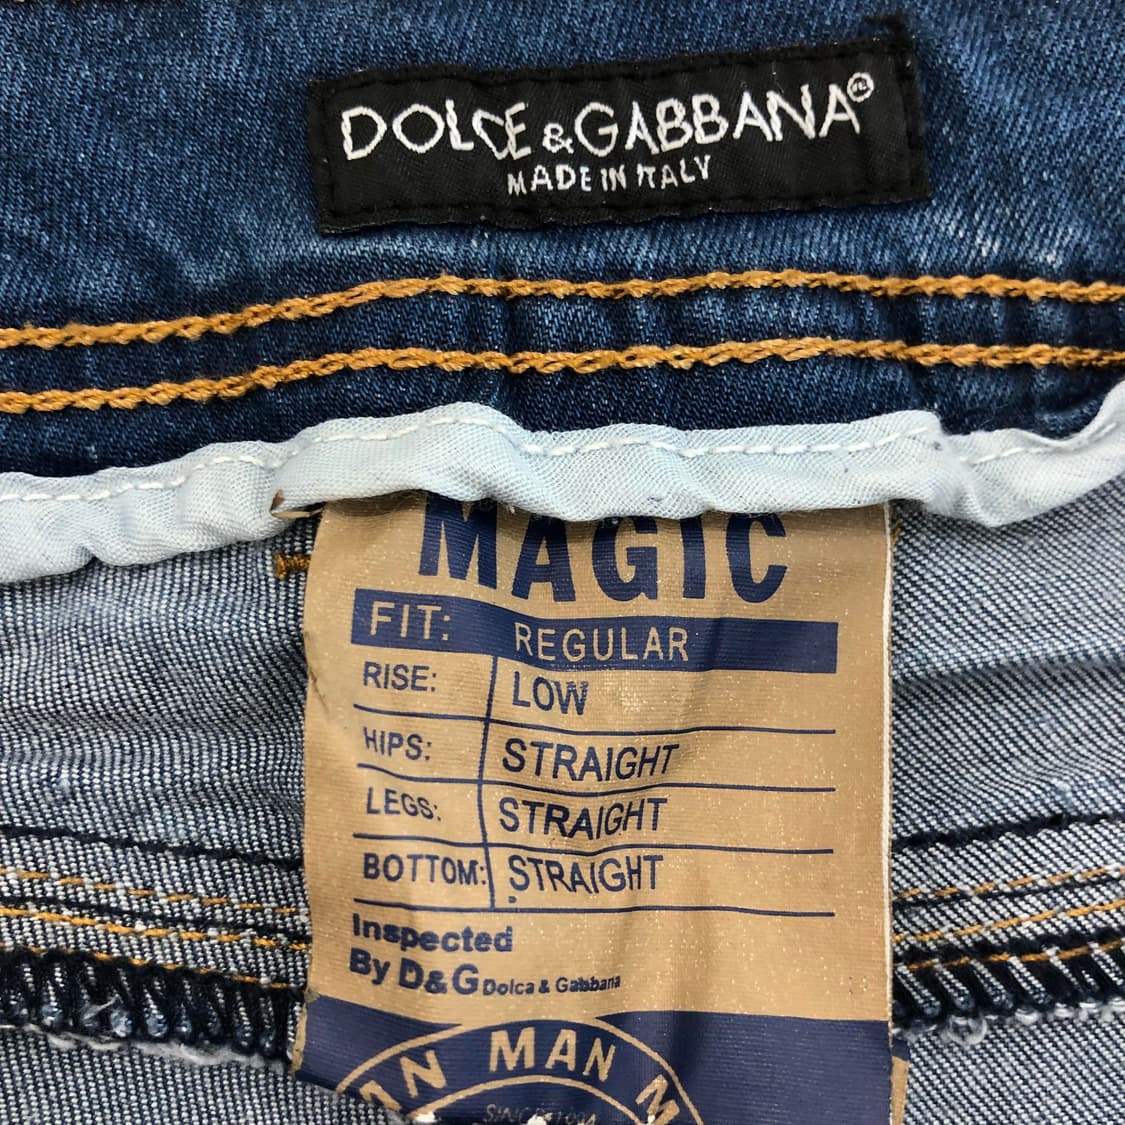 DOLCE & GABBANA®
MADE IN ITALY
MAGIC
FIT: REGULAR
RISE: LOW
HIPS: STRAIGHT
LEGS: STRAIGHT
BOTTOM: STRAIGHT
Inspected
By D&G Dolca & Gabbana
MAN MAN M